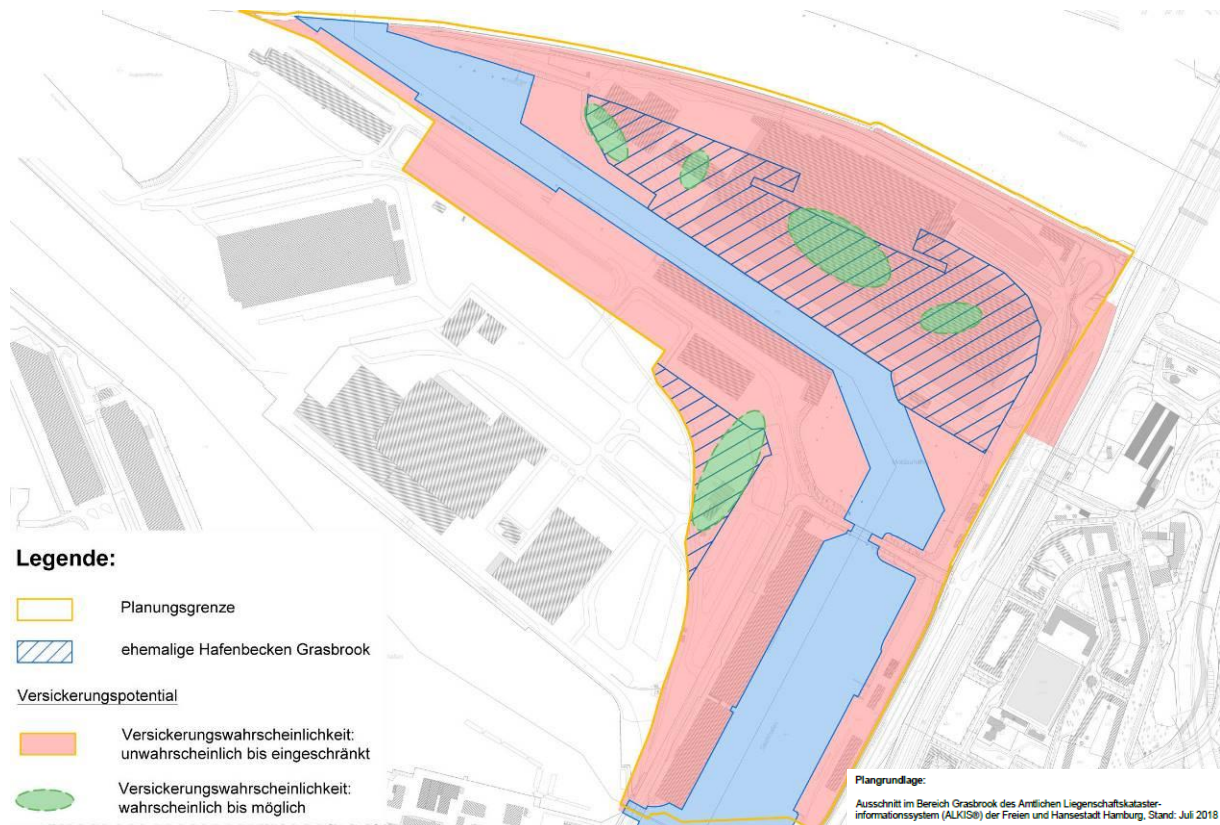 Legende:
Planungsgrenze
ehemalige Hafenbecken Grasbrook
Versickerungspotential
Versickerungswahrscheinlichkeit:
unwahrscheinlich bis eingeschränkt
Versickerungswahrscheinlichkeit:
wahrscheinlich bis möglich
Plangrundlage:
Ausschnitt im Bereich Grasbrook des Amtlichen Liegenschaftskataster-
informationssystem (ALKIS®) der Freien und Hansestadt Hamburg, Stand: Juli 2018